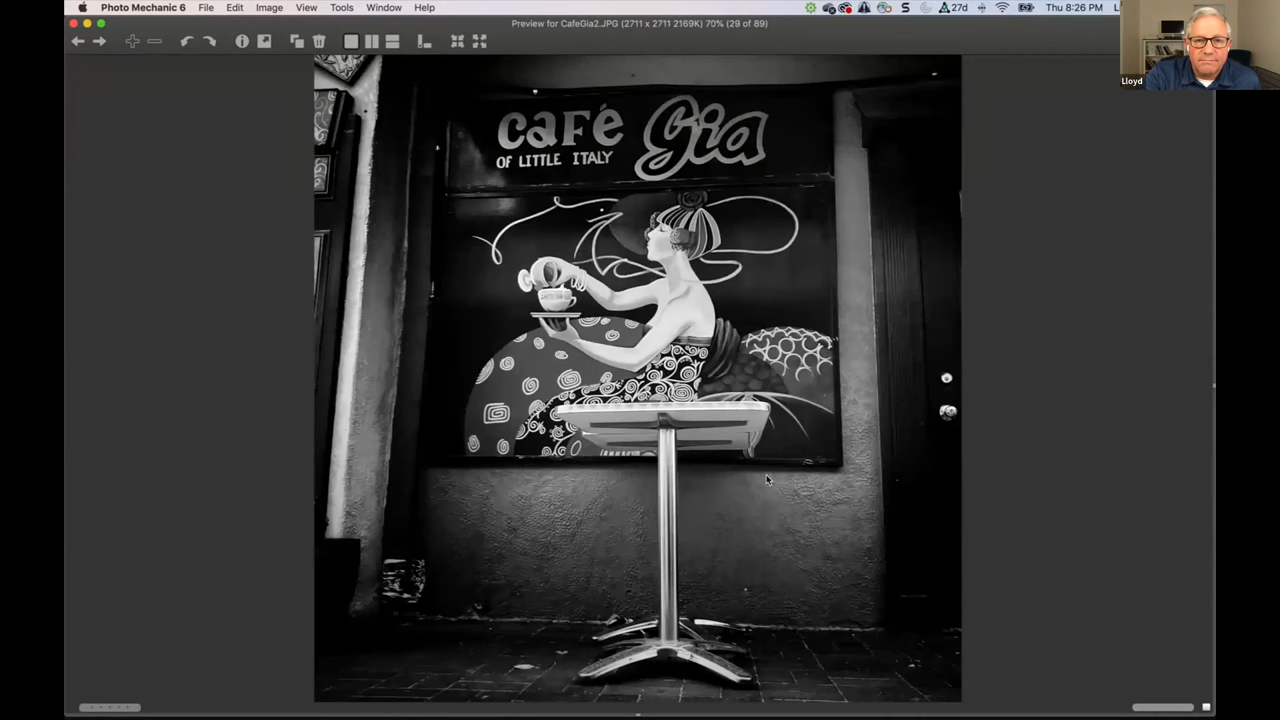 Photo Mechanic 6 File Edit Image View Tools Window Help 27d Thu 8:26 PM L
Preview for CafeGia2.JPG (2711 x 2711 2169K) 70% (29 of 89)
Lloyd
café Gia
OF LITTLE ITALY